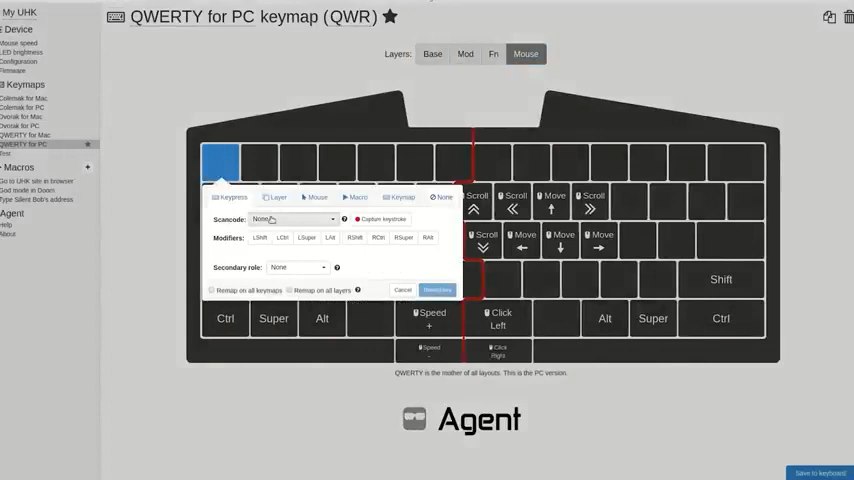 My UHK
QWERTY for PC keymap (QWR)
Device
Mouse speed
LED brightness
Configuration
Firmware
Keymaps
Colemak for Mac
Colemak for PC
Dvorak for Mac
Dvorak for PC
QWERTY for Mac
QWERTY for PC
Test
Macros
Go to UHK site in browser
God mode in Doom
Type Silent Bob's address
Agent
Help
About
Layers: Base Mod Fn Mouse
Keypress Layer Mouse Macro Keymap None
Scancode: None Capture keystroke
Modifiers: LShift LCtrl LSuper LAlt RShift RCtrl RSuper RAlt
Secondary role: None
Remap on all keymaps Remap on all layers Cancel Remap key
Scroll Scroll Move Scroll
Scroll Move Move Move
Shift
Ctrl Super Alt Speed + Click Left Alt Super Ctrl
Speed - Click Right
QWERTY is the mother of all layouts. This is the PC version.
Agent
Save to keyboard